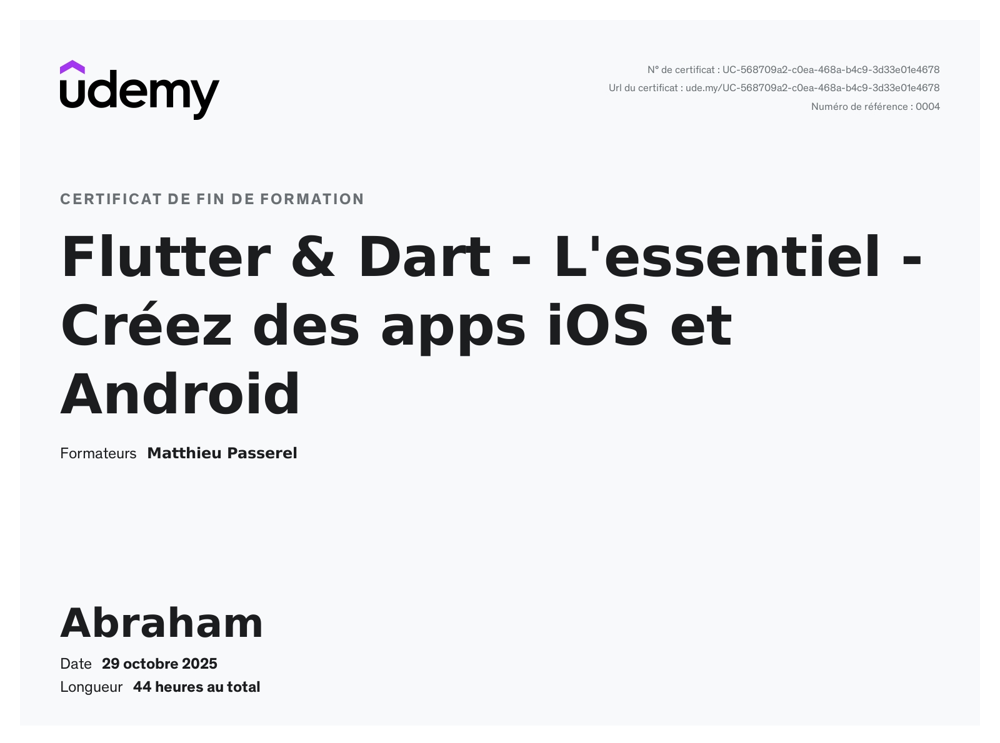 udemy
N° de certificat : UC-568709a2-c0ea-468a-b4c9-3d33e01e4678
Url du certificat : ude.my/UC-568709a2-c0ea-468a-b4c9-3d33e01e4678
Numéro de référence : 0004
CERTIFICAT DE FIN DE FORMATION
Flutter & Dart - L'essentiel -
Créez des apps iOS et
Android
Formateurs Matthieu Passerel
Abraham
Date 29 octobre 2025
Longueur 44 heures au total